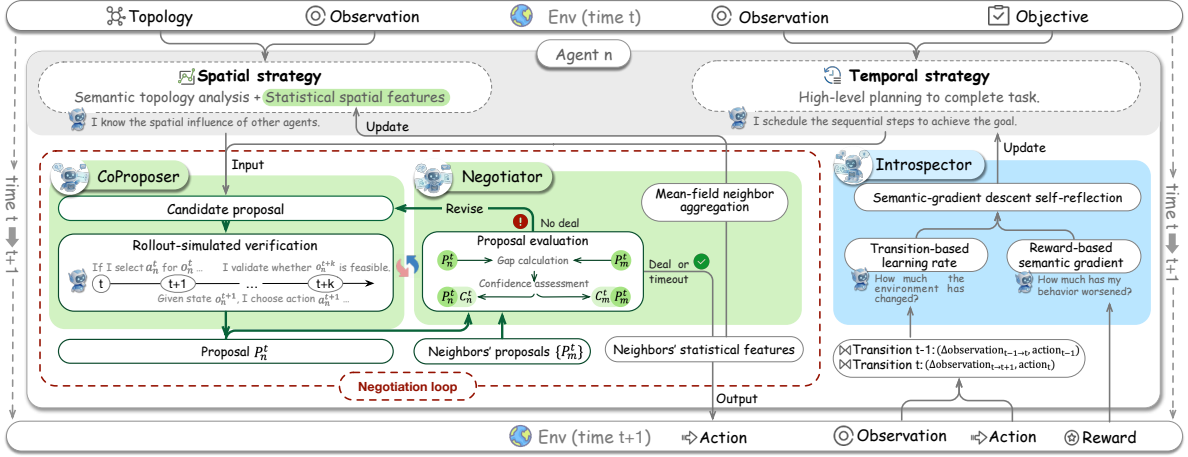 Topology
Observation
Env (time t)
Observation
Objective
Agent n
Spatial strategy
Semantic topology analysis + Statistical spatial features
I know the spatial influence of other agents.
Temporal strategy
High-level planning to complete task.
I schedule the sequential steps to achieve the goal.
Update
Input
Update
time t
t+1
time t
t+1
CoProposer
Candidate proposal
Rollout-simulated verification
If I select a_n^t for o_n^t ...
I validate whether o_n^{t+k} is feasible.
t
t+1
...
t+k
Given state o_n^{t+1}, I choose action a_n^{t+1} ...
Proposal P_n^t
Negotiator
Revise
!
No deal
Proposal evaluation
P_n^t
Gap calculation
P_m^t
Confidence assessment
P_n^t C_n^t
C_m^t P_m^t
Neighbors' proposals {P_m^t}
Deal or
timeout
Mean-field neighbor
aggregation
Neighbors' statistical features
Negotiation loop
Output
Introspector
Semantic-gradient descent self-reflection
Transition-based
learning rate
How much the
environment has
changed?
Reward-based
semantic gradient
How much has my
behavior worsened?
Transition t-1: (Δobservation_{t−1→t}, action_{t−1})
Transition t: (Δobservation_{t→t+1}, action_t)
Env (time t+1)
Action
Observation
Action
Reward